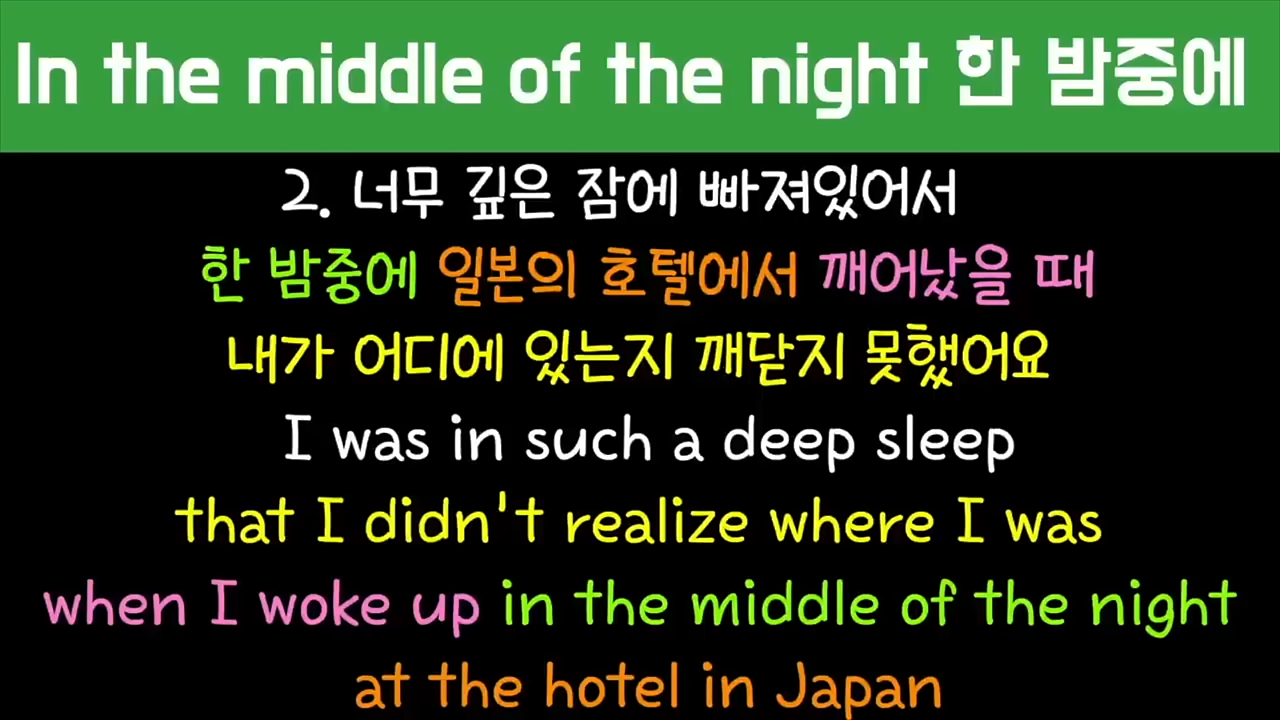 In the middle of the night 한 밤중에
2. 너무 깊은 잠에 빠져있어서
한 밤중에 일본의 호텔에서 깨어났을 때
내가 어디에 있는지 깨닫지 못했어요
I was in such a deep sleep
that I didn't realize where I was
when I woke up in the middle of the night
at the hotel in Japan